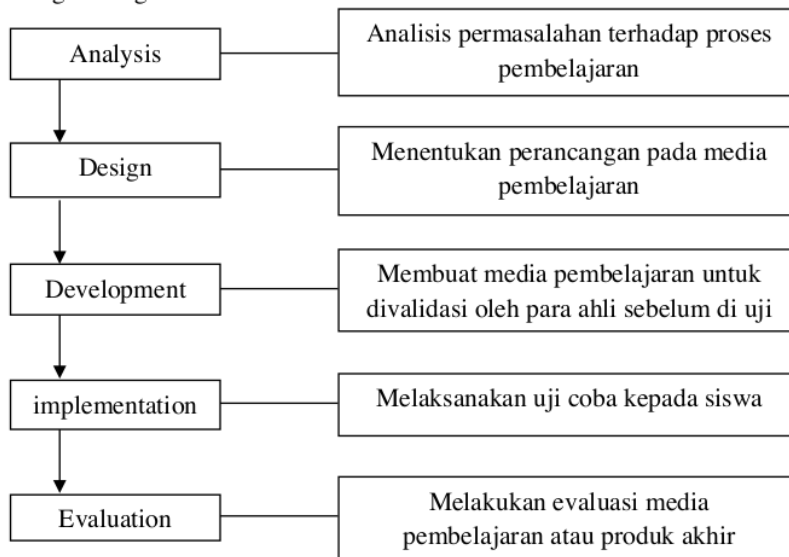 Analysis
Analisis permasalahan terhadap proses
pembelajaran
Design
Menentukan perancangan pada media
pembelajaran
Development
Membuat media pembelajaran untuk
divalidasi oleh para ahli sebelum di uji
implementation
Melaksanakan uji coba kepada siswa
Evaluation
Melakukan evaluasi media
pembelajaran atau produk akhir